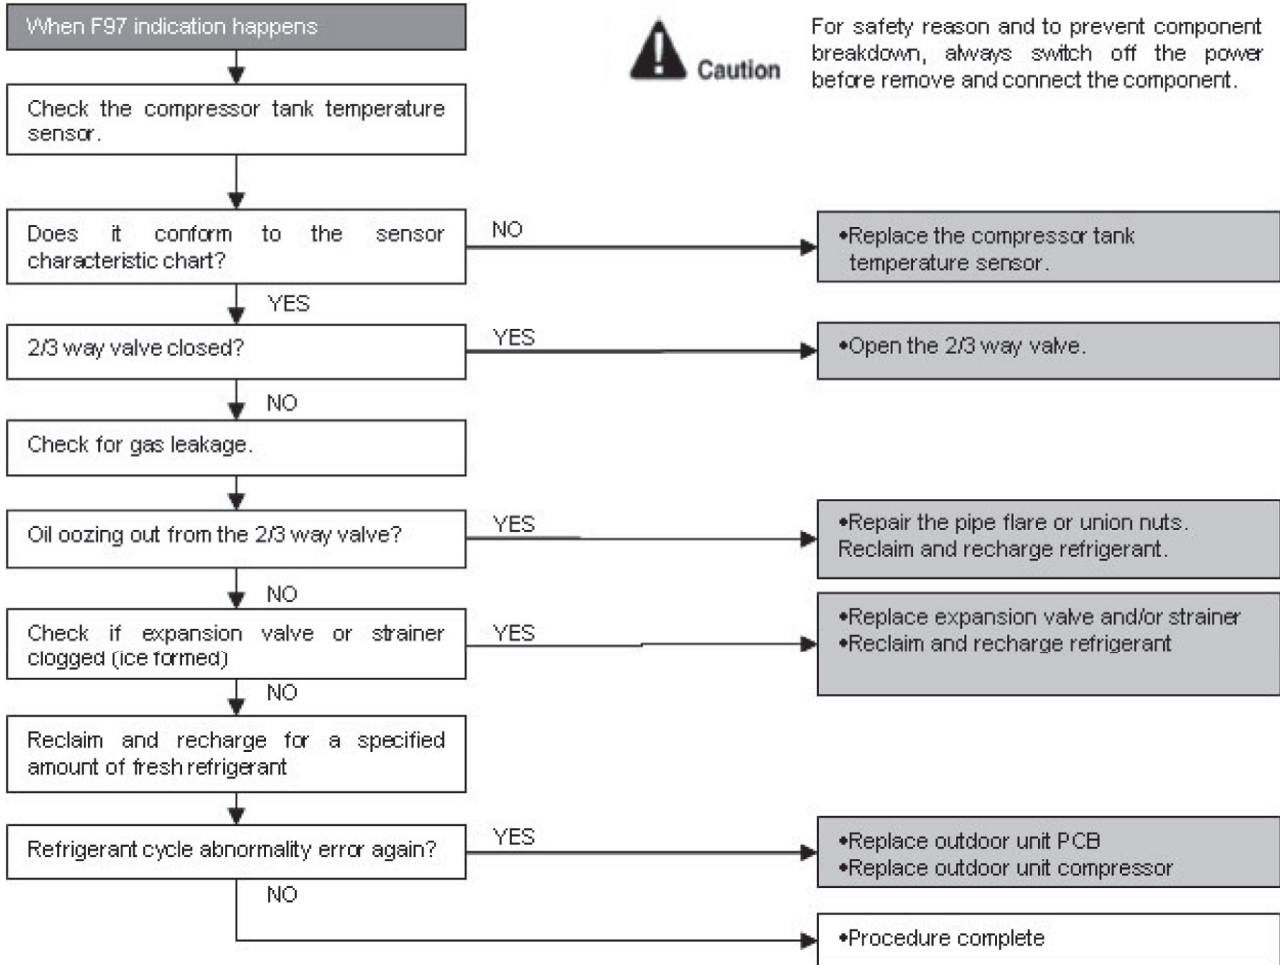 When F97 indication happens
Caution
For safety reason and to prevent component
breakdown, always switch off the power
before remove and connect the component.
Check the compressor tank temperature
sensor.
Does it conform to the sensor
characteristic chart?
NO
•Replace the compressor tank
temperature sensor.
YES
2/3 way valve closed?
YES
•Open the 2/3 way valve.
NO
Check for gas leakage.
Oil oozing out from the 2/3 way valve?
YES
•Repair the pipe flare or union nuts.
Reclaim and recharge refrigerant.
NO
Check if expansion valve or strainer
clogged (ice formed)
YES
•Replace expansion valve and/or strainer
•Reclaim and recharge refrigerant
NO
Reclaim and recharge for a specified
amount of fresh refrigerant
Refrigerant cycle abnormality error again?
YES
•Replace outdoor unit PCB
•Replace outdoor unit compressor
NO
•Procedure complete